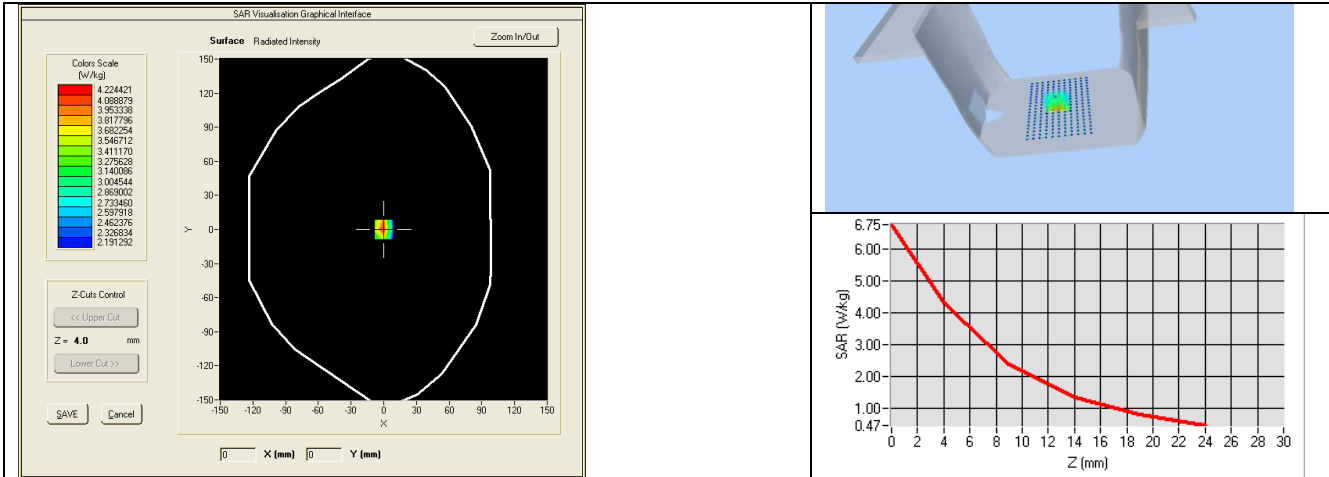 SAR Visualisation Graphical Interface
Surface Radiated Intensity
Zoom In/Out
Colors Scale
(W/kg)
4.224421
4.088879
3.953338
3.817796
3.682254
3.546712
3.411170
3.275628
3.140086
3.004544
2.869002
2.733460
2.597918
2.462376
2.326834
2.191292
150
120
90
60
30
0
-30
-60
-90
-120
-150
Y
-150 -120 -90 -60 -30 0 30 60 90 120 150
X
Z-Cuts Control
<< Upper Cut
Z = 4.0 mm
Lower Cut >>
SAVE Cancel
0 X (mm) 0 Y (mm)
6.75
6.00
5.00
4.00
3.00
2.00
1.00
0.47
SAR (W/kg)
0 2 4 6 8 10 12 14 16 18 20 22 24 26 28 30
Z (mm)